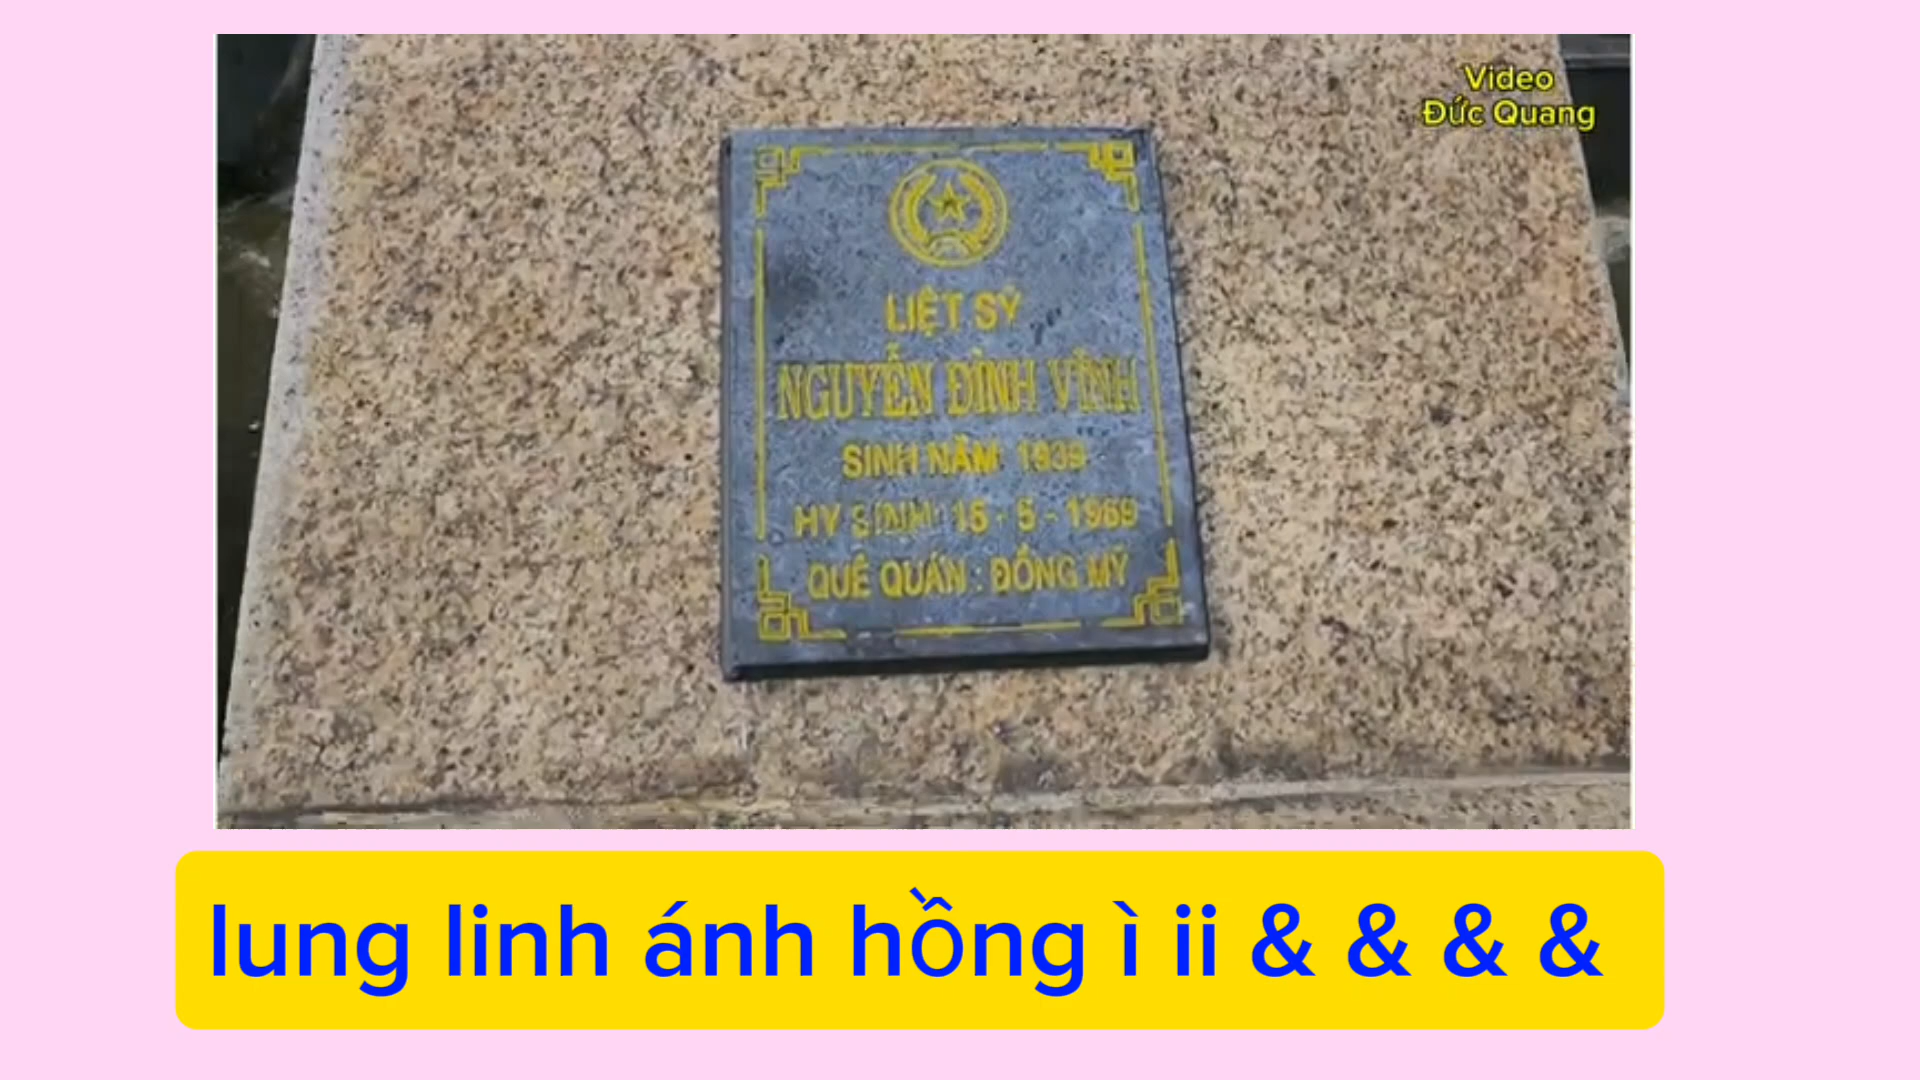 Video
Đức Quang
LIỆT SỸ
NGUYỄN ĐÌNH VĨNH
SINH NĂM: 1939
HY SINH: 15 - 5 - 1969
QUÊ QUÁN : ĐỒNG MỸ
lung linh ánh hồng ì ii & & & &